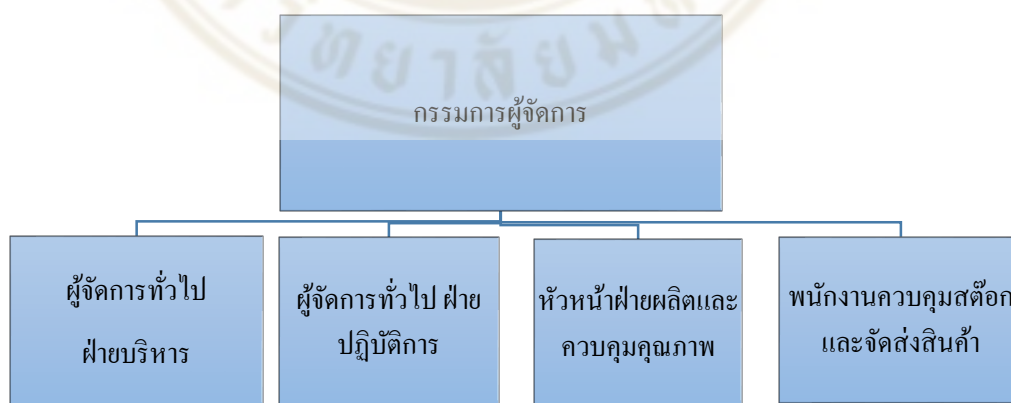 กรรมการผู้จัดการ
ผู้จัดการทั่วไป
ฝ่ายบริหาร
ผู้จัดการทั่วไป ฝ่าย
ปฏิบัติการ
หัวหน้าฝ่ายผลิตและ
ควบคุมคุณภาพ
พนักงานควบคุมสต๊อก
และจัดส่งสินค้า